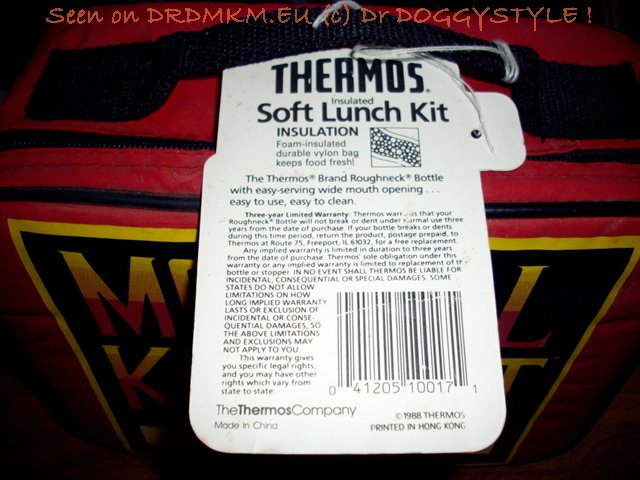 Seen on DRDMKM.EU (c) Dr DOGGYSTYLE !
THERMOS®
Insulated
Soft Lunch Kit
INSULATION
Foam-insulated
durable vylon bag
keeps food fresh!
The Thermos® Brand Roughneck® Bottle
with easy-serving wide mouth opening . . .
easy to use, easy to clean.
Three-year Limited Warranty: Thermos warrants that your
Roughneck® Bottle will not break or dent under normal use three
years from the date of purchase. If your bottle breaks or dents
during this time period, return the product, postage prepaid, to
Thermos at Route 75, Freeport, IL 61032, for a free replacement.
Any implied warranty is limited in duration to three years
from the date of purchase. Thermos' sole obligation under this
warranty or any implied warranty is limited to replacement of the
bottle or stopper. IN NO EVENT SHALL THERMOS BE LIABLE FOR
INCIDENTAL, CONSEQUENTIAL OR SPECIAL DAMAGES. SOME
STATES DO NOT ALLOW
LIMITATIONS ON HOW
LONG IMPLIED WARRANTY
LASTS OR EXCLUSION OF
INCIDENTAL OR CONSE-
QUENTIAL DAMAGES, SO
THE ABOVE LIMITATIONS
AND EXCLUSIONS MAY
NOT APPLY TO YOU.
This warranty gives
you specific legal rights,
and you may have other
rights which vary from
state to state.
0 41205 10017 1
TheThermosCompany
Made in China
©1988 THERMOS
PRINTED IN HONG KONG
M L
K T